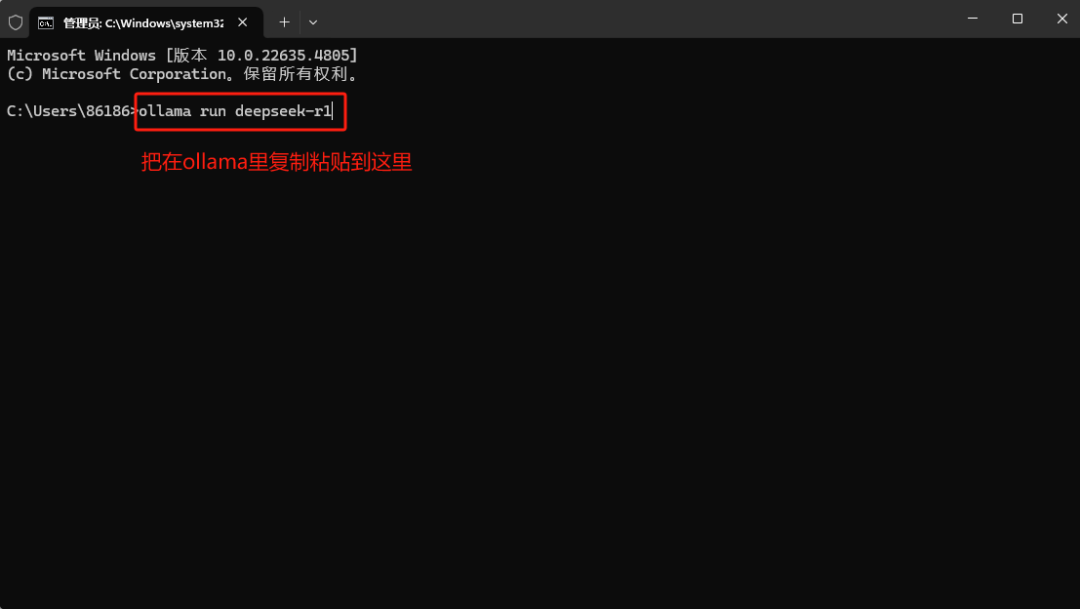 管理员: C:\Windows\system32
Microsoft Windows [版本 10.0.22635.4805]
(c) Microsoft Corporation。保留所有权利。
C:\Users\86186>ollama run deepseek-r1
把在ollama里复制粘贴到这里